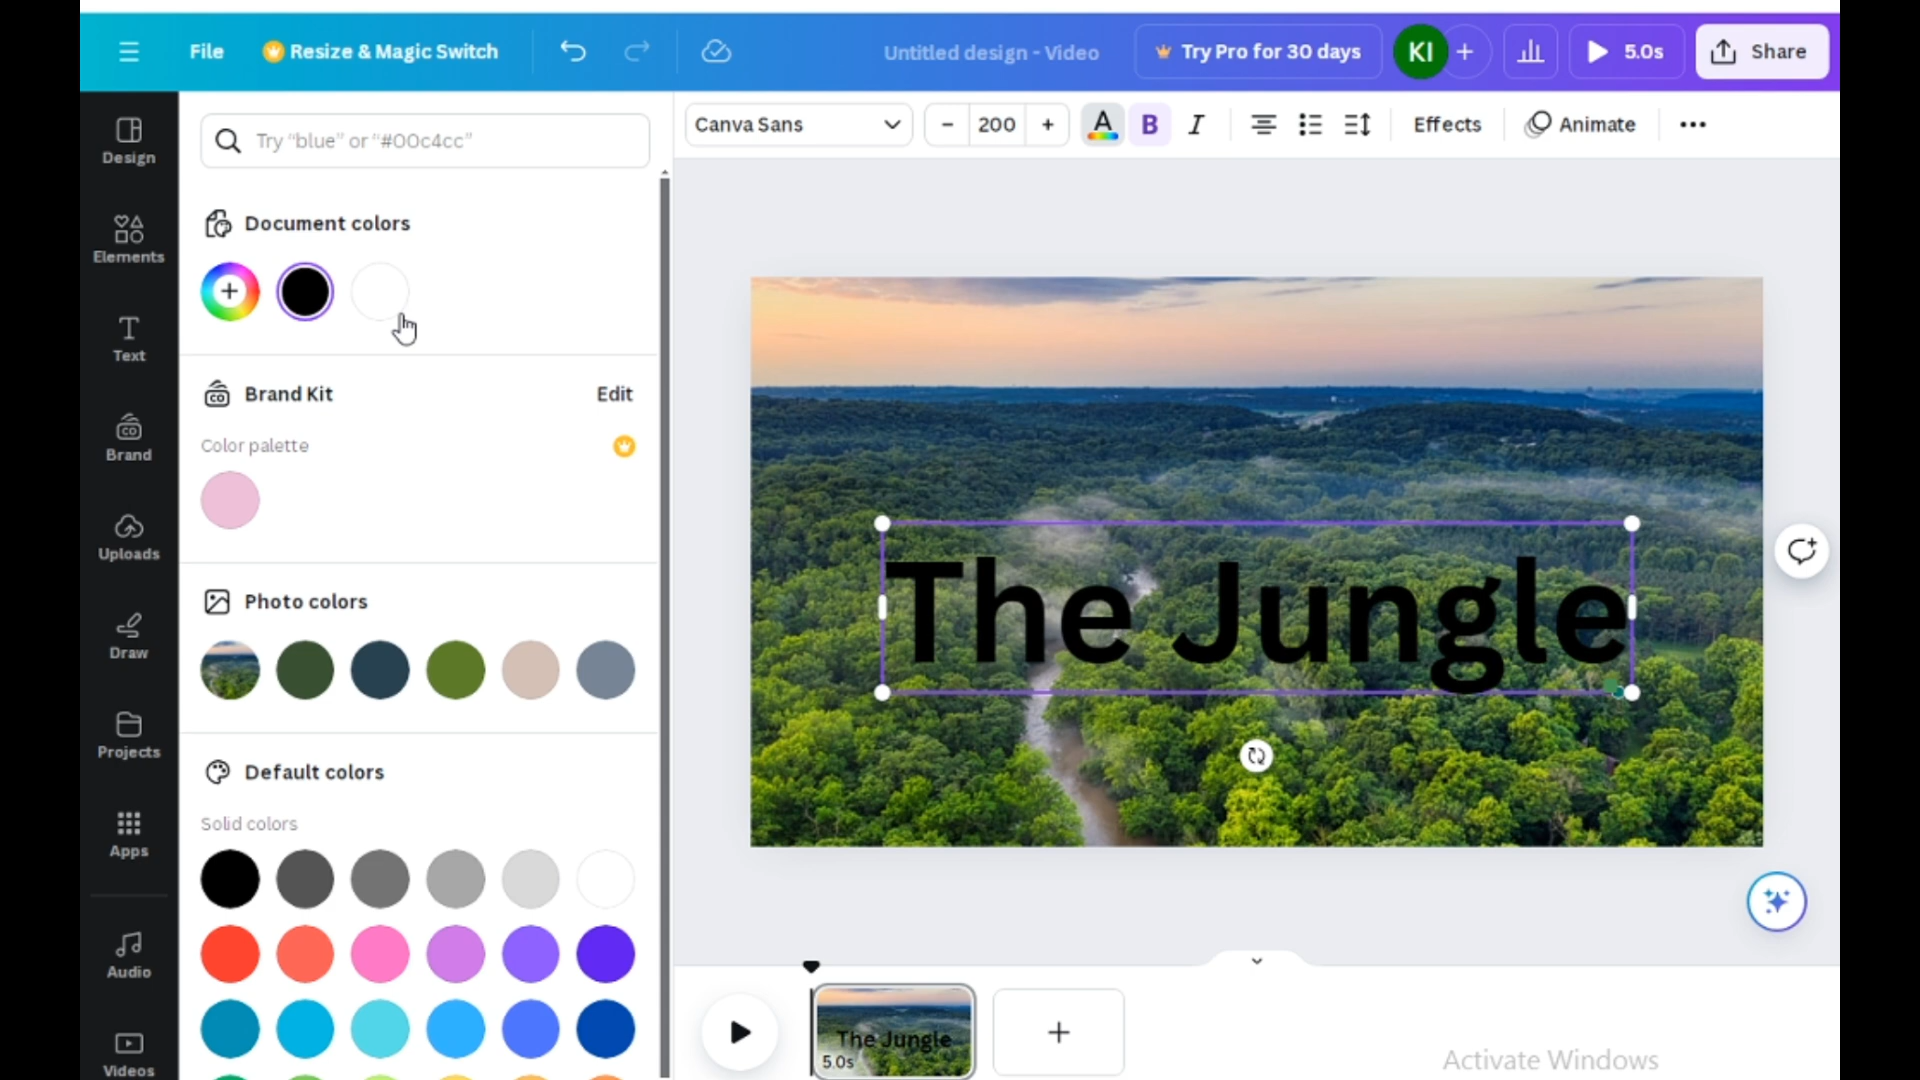 File
Resize & Magic Switch
Untitled design - Video
Try Pro for 30 days
KI
5.0s
Share
Canva Sans
200
A
B
I
Effects
Animate
Design
Elements
Text
Brand
Uploads
Draw
Projects
Apps
Audio
Videos
Try “blue” or “#00c4cc”
Document colors
Brand Kit
Edit
Color palette
Photo colors
Default colors
Solid colors
The Jungle
The Jungle
5.0s
Activate Windows